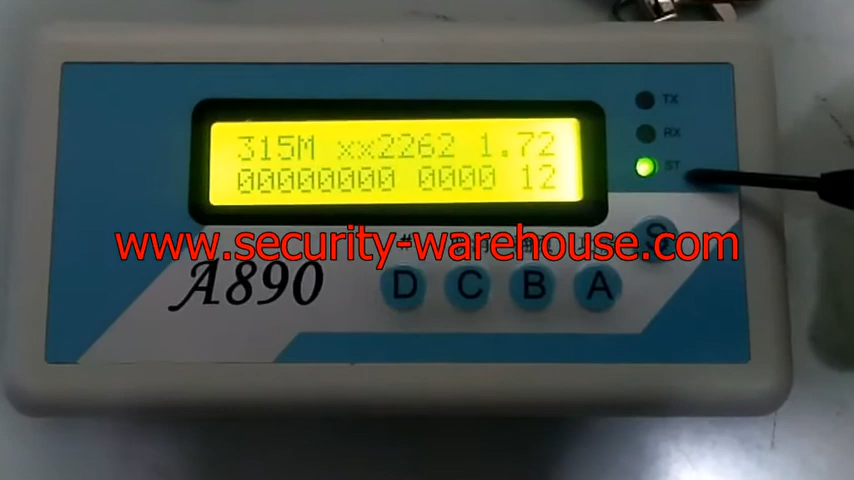 TX
315M xx2262 1.72
RX
ST
00000000 0000 12
www.security-warehouse.com
S
A890
D C B A